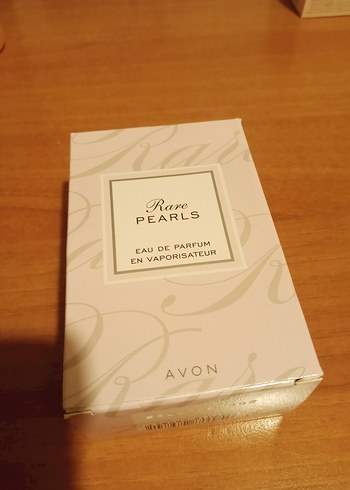 Rare
PEARLS
EAU DE PARFUM
EN VAPORISATEUR
AVON